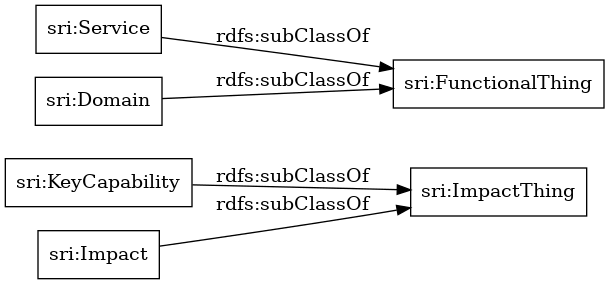 sri:Service
rdfs:subClassOf
sri:Domain
rdfs:subClassOf
sri:FunctionalThing
sri:KeyCapability
rdfs:subClassOf
sri:Impact
rdfs:subClassOf
sri:ImpactThing